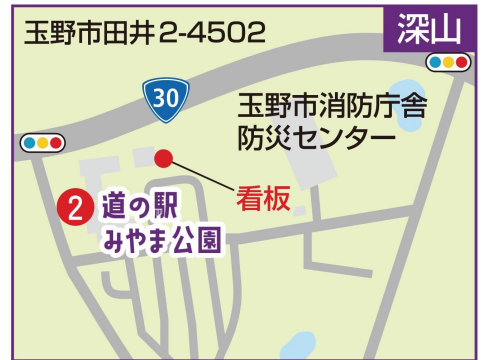 玉野市田井2-4502
深山
30
玉野市消防庁舎
防災センター
看板
2 道の駅
みやま公園